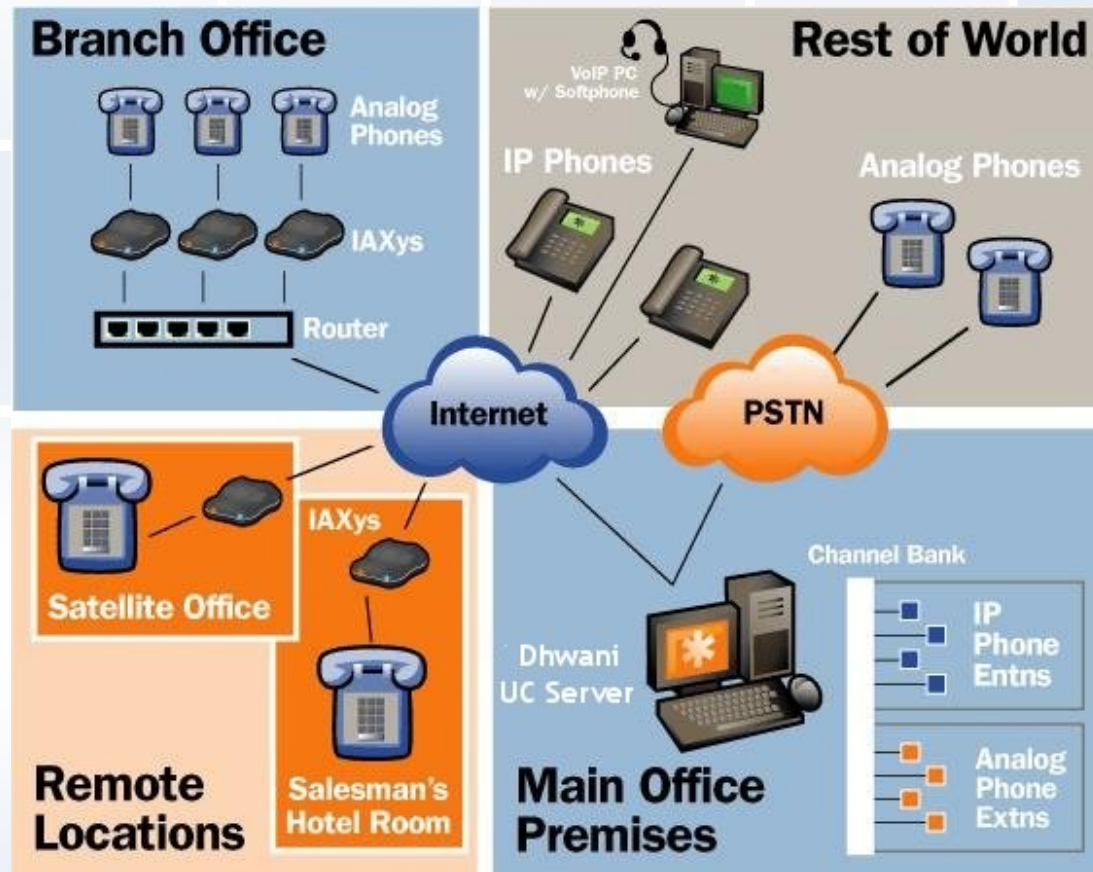 Branch Office
Analog
Phones
IAXys
Router
Rest of World
VoIP PC
w/ Softphone
IP Phones
Analog Phones
Internet
PSTN
Satellite Office
IAXys
Salesman's
Hotel Room
Remote
Locations
Channel Bank
Dhwani
UC Server
IP
Phone
Entns
Analog
Phone
Extns
Main Office
Premises